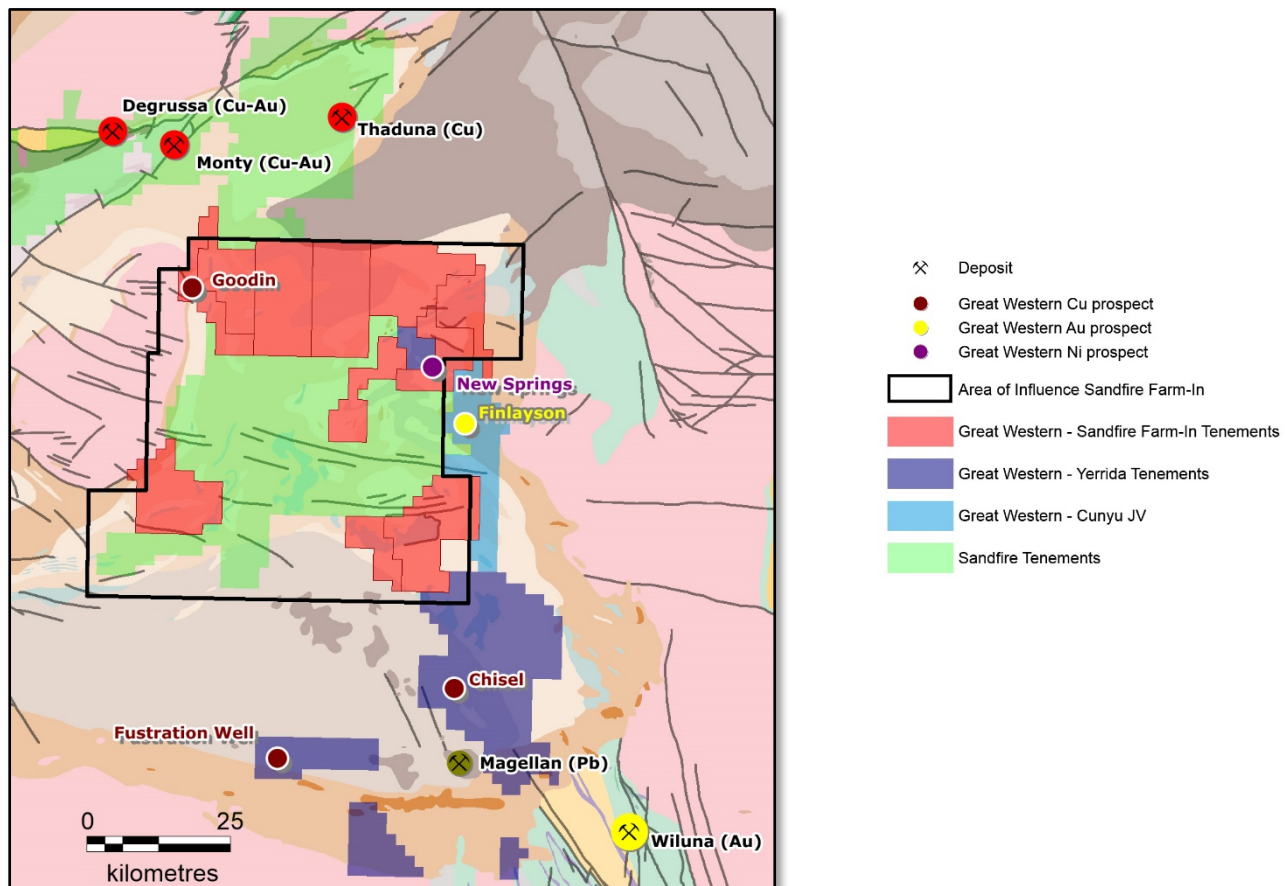 Degrussa (Cu-Au)
Thaduna (Cu)
Monty (Cu-Au)
Goodin
New Springs
Finlayson
Chisel
Fustration Well
Magellan (Pb)
Wiluna (Au)
0 25
kilometres
Deposit
Great Western Cu prospect
Great Western Au prospect
Great Western Ni prospect
Area of Influence Sandfire Farm-In
Great Western - Sandfire Farm-In Tenements
Great Western - Yerrida Tenements
Great Western - Cunyu JV
Sandfire Tenements